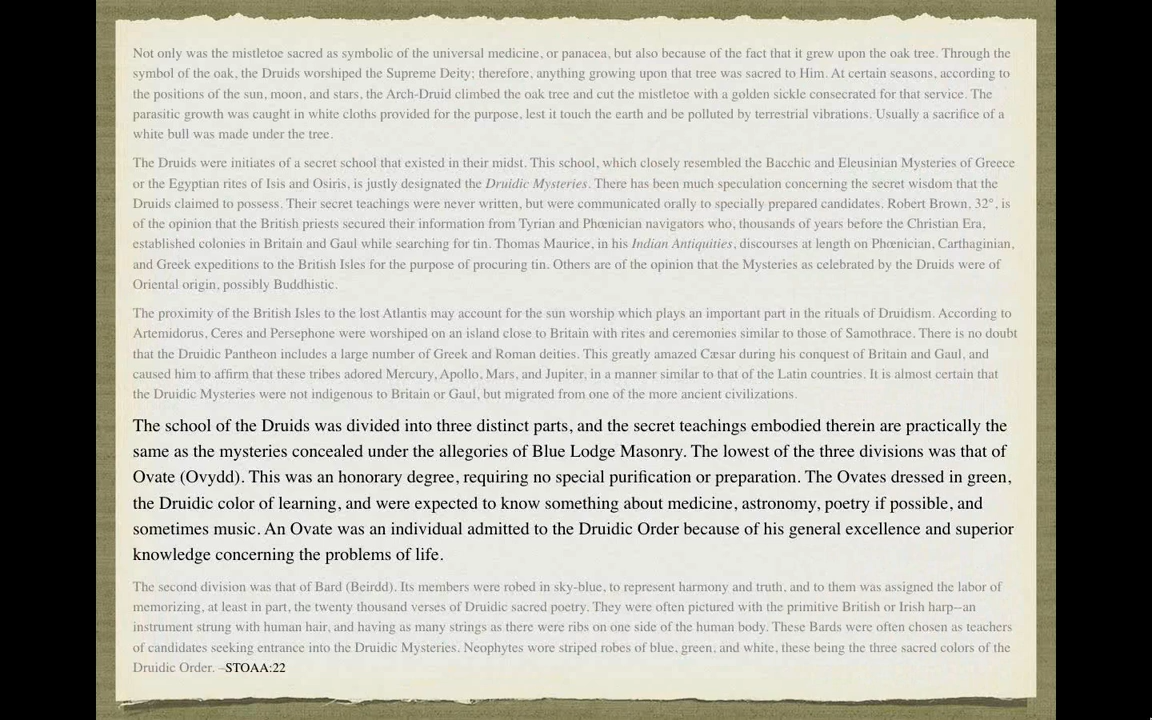 Not only was the mistletoe sacred as symbolic of the universal medicine, or panacea, but also because of the fact that it grew upon the oak tree. Through the
symbol of the oak, the Druids worshiped the Supreme Deity; therefore, anything growing upon that tree was sacred to Him. At certain seasons, according to
the positions of the sun, moon, and stars, the Arch-Druid climbed the oak tree and cut the mistletoe with a golden sickle consecrated for that service. The
parasitic growth was caught in white cloths provided for the purpose, lest it touch the earth and be polluted by terrestrial vibrations. Usually a sacrifice of a
white bull was made under the tree.
The Druids were initiates of a secret school that existed in their midst. This school, which closely resembled the Bacchic and Eleusinian Mysteries of Greece
or the Egyptian rites of Isis and Osiris, is justly designated the Druidic Mysteries. There has been much speculation concerning the secret wisdom that the
Druids claimed to possess. Their secret teachings were never written, but were communicated orally to specially prepared candidates. Robert Brown, 32°, is
of the opinion that the British priests secured their information from Tyrian and Phœnician navigators who, thousands of years before the Christian Era,
established colonies in Britain and Gaul while searching for tin. Thomas Maurice, in his Indian Antiquities, discourses at length on Phœnician, Carthaginian,
and Greek expeditions to the British Isles for the purpose of procuring tin. Others are of the opinion that the Mysteries as celebrated by the Druids were of
Oriental origin, possibly Buddhistic.
The proximity of the British Isles to the lost Atlantis may account for the sun worship which plays an important part in the rituals of Druidism. According to
Artemidorus, Ceres and Persephone were worshiped on an island close to Britain with rites and ceremonies similar to those of Samothrace. There is no doubt
that the Druidic Pantheon includes a large number of Greek and Roman deities. This greatly amazed Cæsar during his conquest of Britain and Gaul, and
caused him to affirm that these tribes adored Mercury, Apollo, Mars, and Jupiter, in a manner similar to that of the Latin countries. It is almost certain that
the Druidic Mysteries were not indigenous to Britain or Gaul, but migrated from one of the more ancient civilizations.
The school of the Druids was divided into three distinct parts, and the secret teachings embodied therein are practically the
same as the mysteries concealed under the allegories of Blue Lodge Masonry. The lowest of the three divisions was that of
Ovate (Ovydd). This was an honorary degree, requiring no special purification or preparation. The Ovates dressed in green,
the Druidic color of learning, and were expected to know something about medicine, astronomy, poetry if possible, and
sometimes music. An Ovate was an individual admitted to the Druidic Order because of his general excellence and superior
knowledge concerning the problems of life.
The second division was that of Bard (Beirdd). Its members were robed in sky-blue, to represent harmony and truth, and to them was assigned the labor of
memorizing, at least in part, the twenty thousand verses of Druidic sacred poetry. They were often pictured with the primitive British or Irish harp--an
instrument strung with human hair, and having as many strings as there were ribs on one side of the human body. These Bards were often chosen as teachers
of candidates seeking entrance into the Druidic Mysteries. Neophytes wore striped robes of blue, green, and white, these being the three sacred colors of the
Druidic Order. –STOAA:22